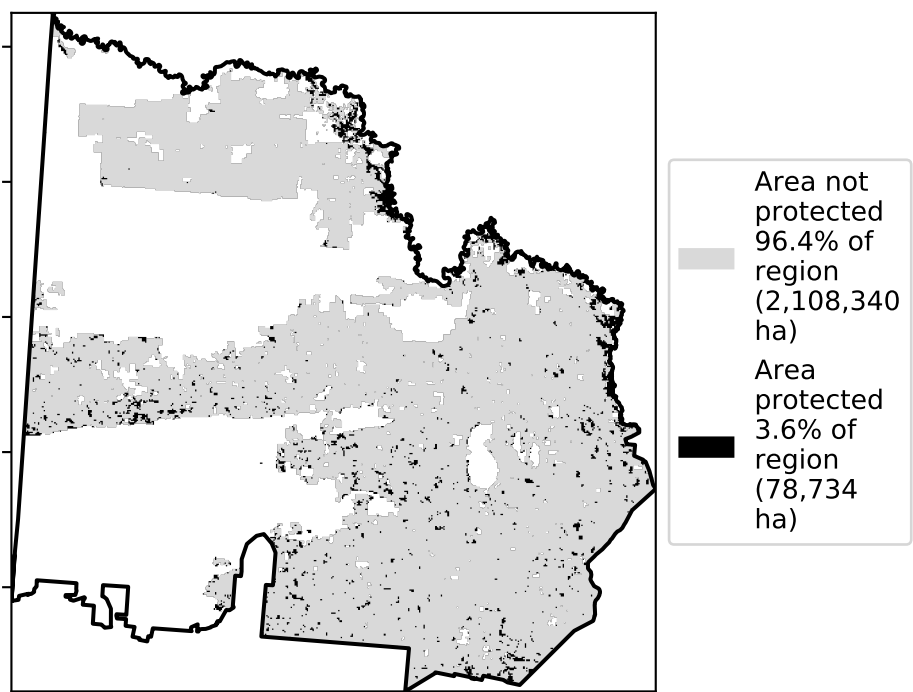 Area not
protected
96.4% of
region
(2,108,340
ha)
Area
protected
3.6% of
region
(78,734
ha)